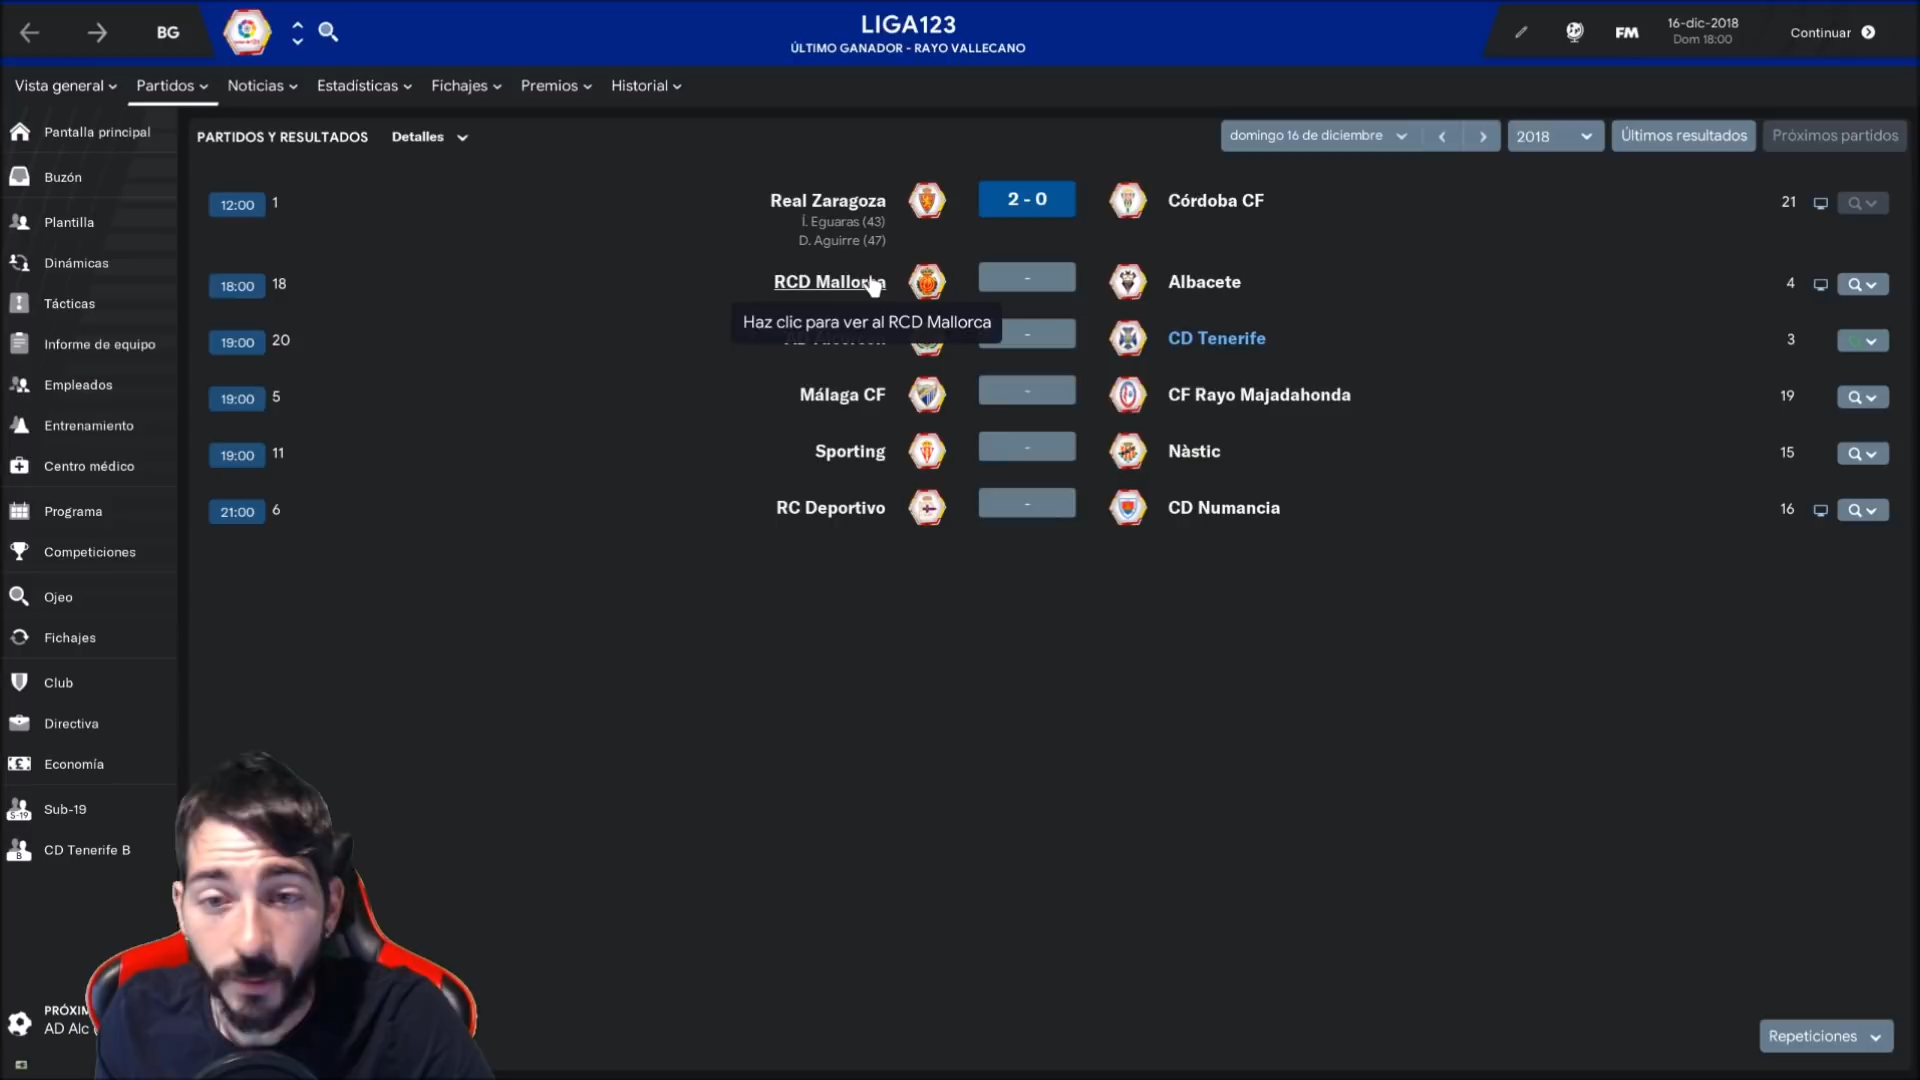 BG
LIGA123
ÚLTIMO GANADOR - RAYO VALLECANO
FM
16-dic-2018
Dom 18:00
Continuar
Vista general
Partidos
Noticias
Estadísticas
Fichajes
Premios
Historial
Pantalla principal
Buzón
Plantilla
Dinámicas
Tácticas
Informe de equipo
Empleados
Entrenamiento
Centro médico
Programa
Competiciones
Ojeo
Fichajes
Club
Directiva
Economía
S-19
Sub-19
B
CD Tenerife B
PRÓXIM
AD Alc
PARTIDOS Y RESULTADOS
Detalles
domingo 16 de diciembre
2018
Últimos resultados
Próximos partidos
12:00 1 Real Zaragoza 2 - 0 Córdoba CF 21
Í. Eguaras (43)
D. Aguirre (47)
18:00 18 RCD Mallorca - Albacete 4
Haz clic para ver al RCD Mallorca
19:00 20 - CD Tenerife 3
19:00 5 Málaga CF - CF Rayo Majadahonda 19
19:00 11 Sporting - Nàstic 15
21:00 6 RC Deportivo - CD Numancia 16
Repeticiones